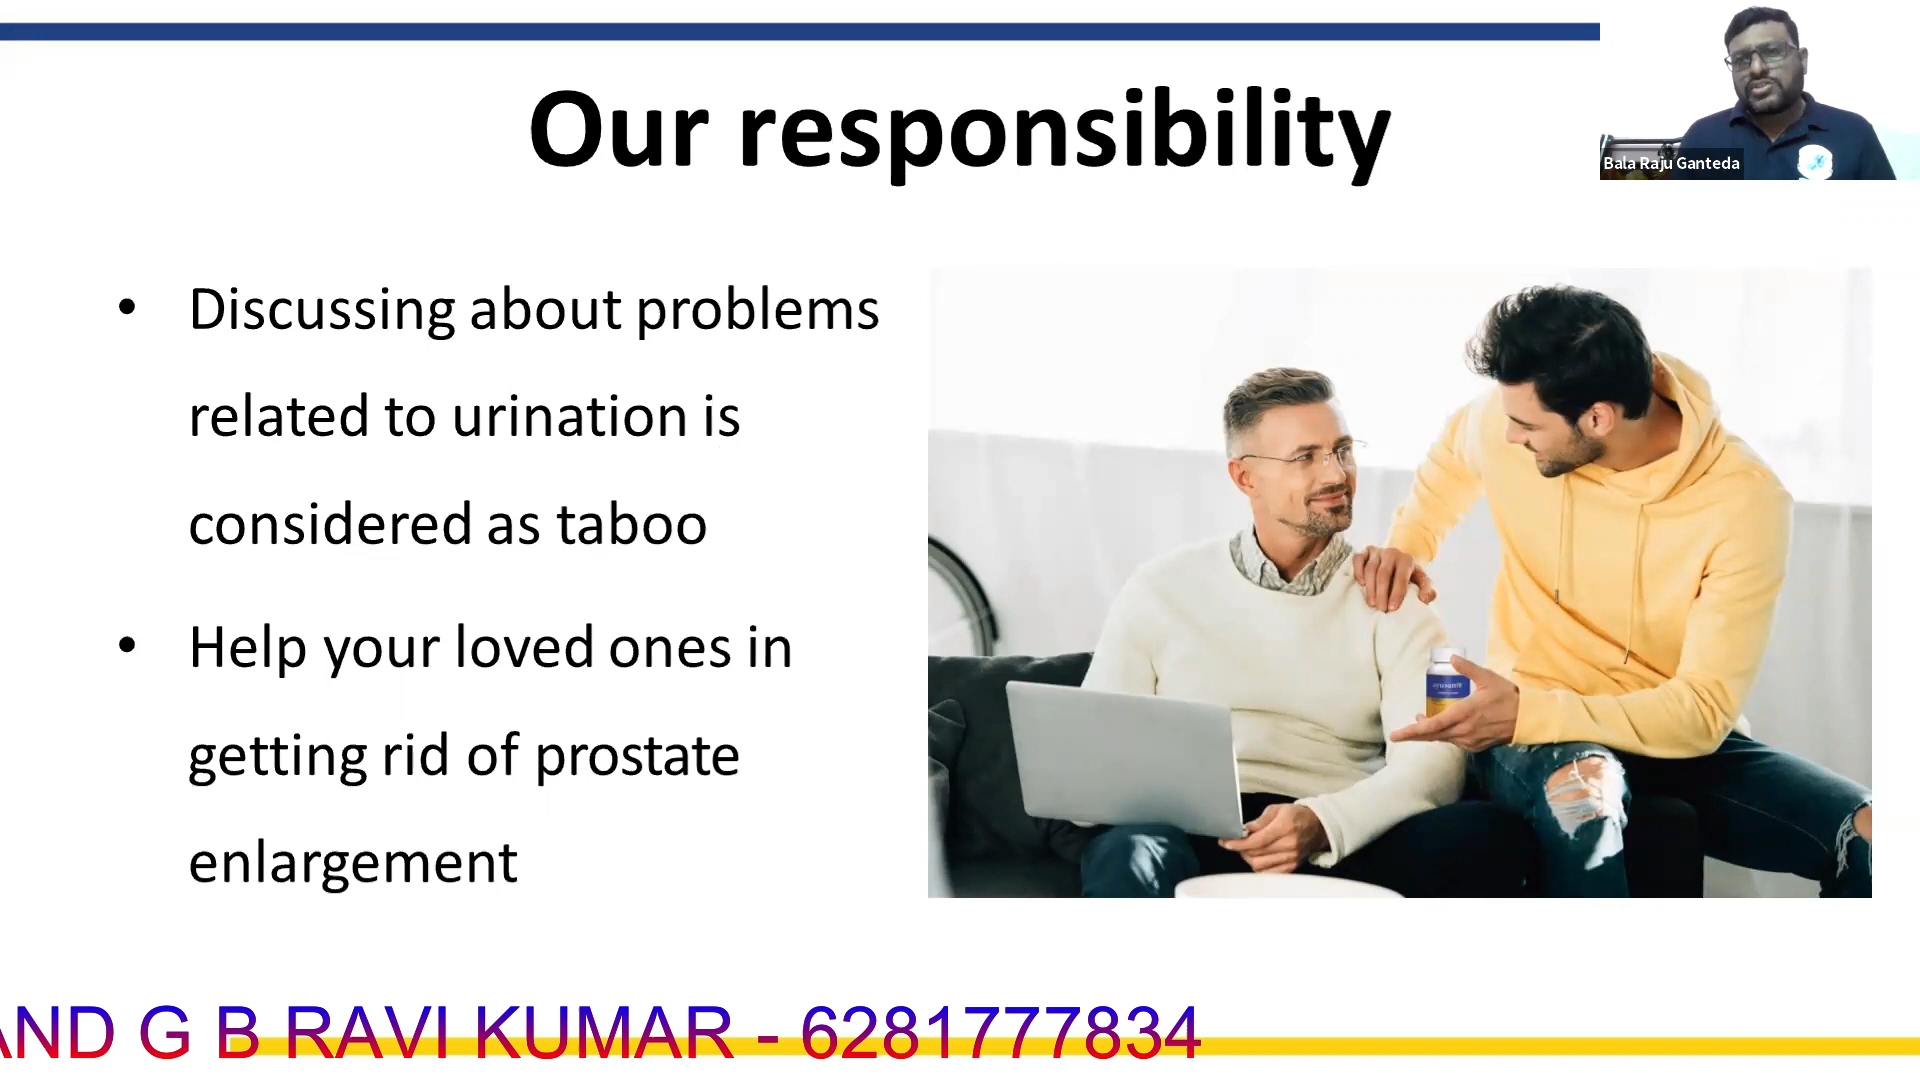 Our responsibility
Bala Raju Ganteda
• Discussing about problems
related to urination is
considered as taboo
• Help your loved ones in
getting rid of prostate
enlargement
AND G B RAVI KUMAR - 6281777834